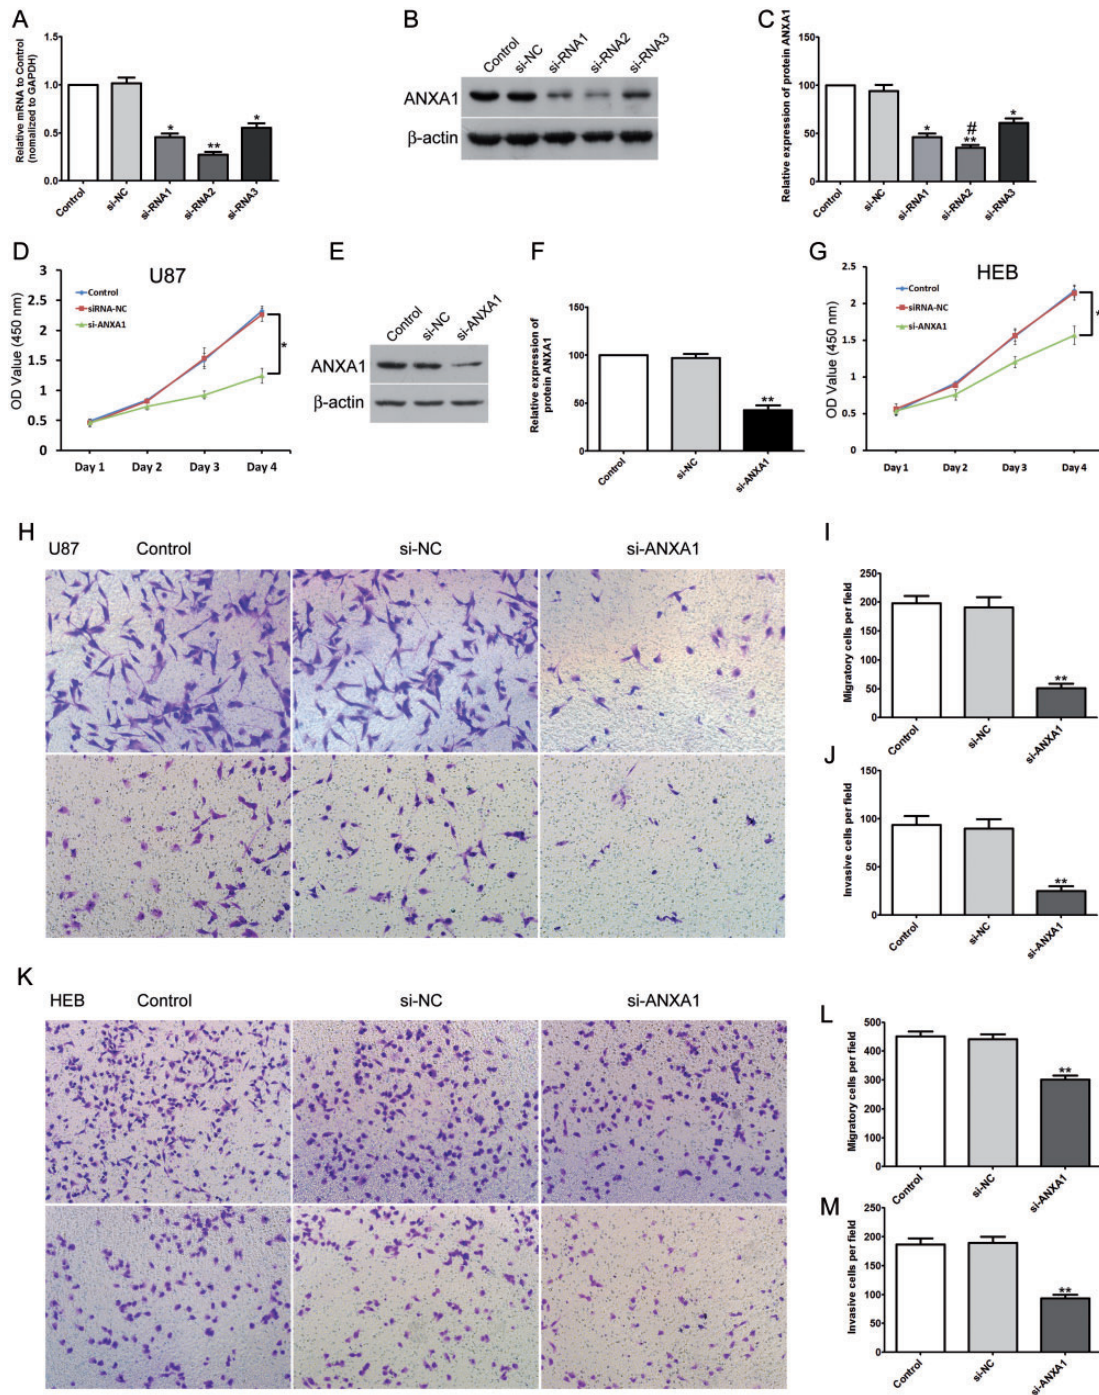 A
Relative mRNA to Control
(nomalized to GAPDH)
1.5
1.0
0.5
0.0
*
**
*
Control
si-NC
si-RNA1
si-RNA2
si-RNA3
B
Control
si-NC
si-RNA1
si-RNA2
si-RNA3
ANXA1
β-actin
C
Relative expression of protein ANXA1
150
100
50
0
*
#
**
*
Control
si-NC
si-RNA1
si-RNA2
si-RNA3
D
U87
OD Value (450 nm)
3
2.5
2
1.5
1
0.5
0
Control
siRNA-NC
si-ANXA1
*
Day 1
Day 2
Day 3
Day 4
E
Control
si-NC
si-ANXA1
ANXA1
β-actin
F
Relative expression of
protein ANXA1
150
100
50
0
**
Control
si-NC
si-ANXA1
G
HEB
OD Value (450 nm)
2.5
2
1.5
1
0.5
0
Control
siRNA-NC
si-ANXA1
*
Day1
Day 2
Day 3
Day 4
H
U87
Control
si-NC
si-ANXA1
I
Migratory cells per field
250
200
150
100
50
0
**
Control
si-NC
si-ANXA1
J
Invasive cells per field
150
100
50
0
**
Control
si-NC
si-ANXA1
K
HEB
Control
si-NC
si-ANXA1
L
Migratory cells per field
500
400
300
200
100
0
**
Control
si-NC
si-ANXA1
M
Invasive cells per field
250
200
150
100
50
0
**
Control
si-NC
si-ANXA1